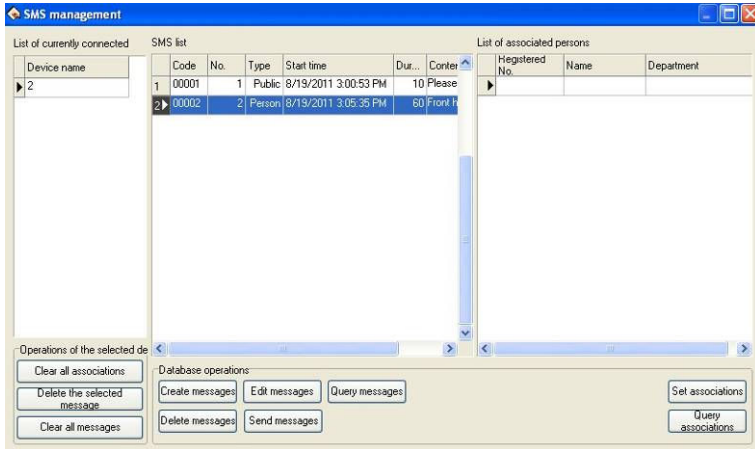 SMS management
List of currently connected
SMS list
List of associated persons
Device name
2
Code No. Type Start time Dur... Conter
1 00001 1 Public 8/19/2011 3:00:53 PM 10 Please
2 00002 2 Person 8/19/2011 3:05:35 PM 60 Front h
Registered No. Name Department
Operations of the selected de
Clear all associations
Delete the selected
message
Clear all messages
Database operations
Create messages Edit messages Query messages
Delete messages Send messages
Set associations
Query
associations